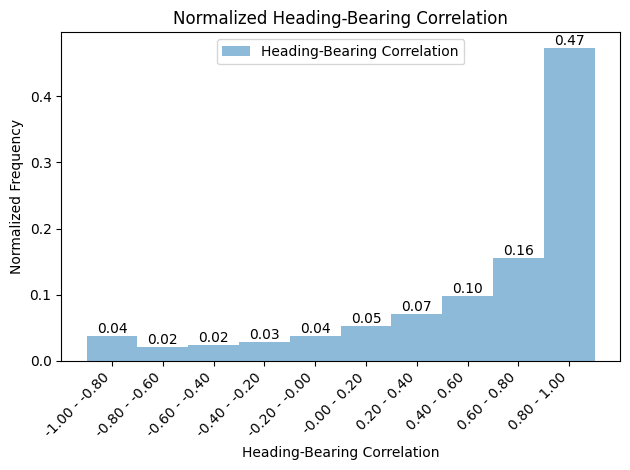 Normalized Heading-Bearing Correlation
Heading-Bearing Correlation
Normalized Frequency
0.4
0.3
0.2
0.1
0.0
0.04
0.02
0.02
0.03
0.04
0.05
0.07
0.10
0.16
0.47
-1.00 - -0.80
-0.80 - -0.60
-0.60 - -0.40
-0.40 - -0.20
-0.20 - -0.00
-0.00 - 0.20
0.20 - 0.40
0.40 - 0.60
0.60 - 0.80
0.80 - 1.00
Heading-Bearing Correlation